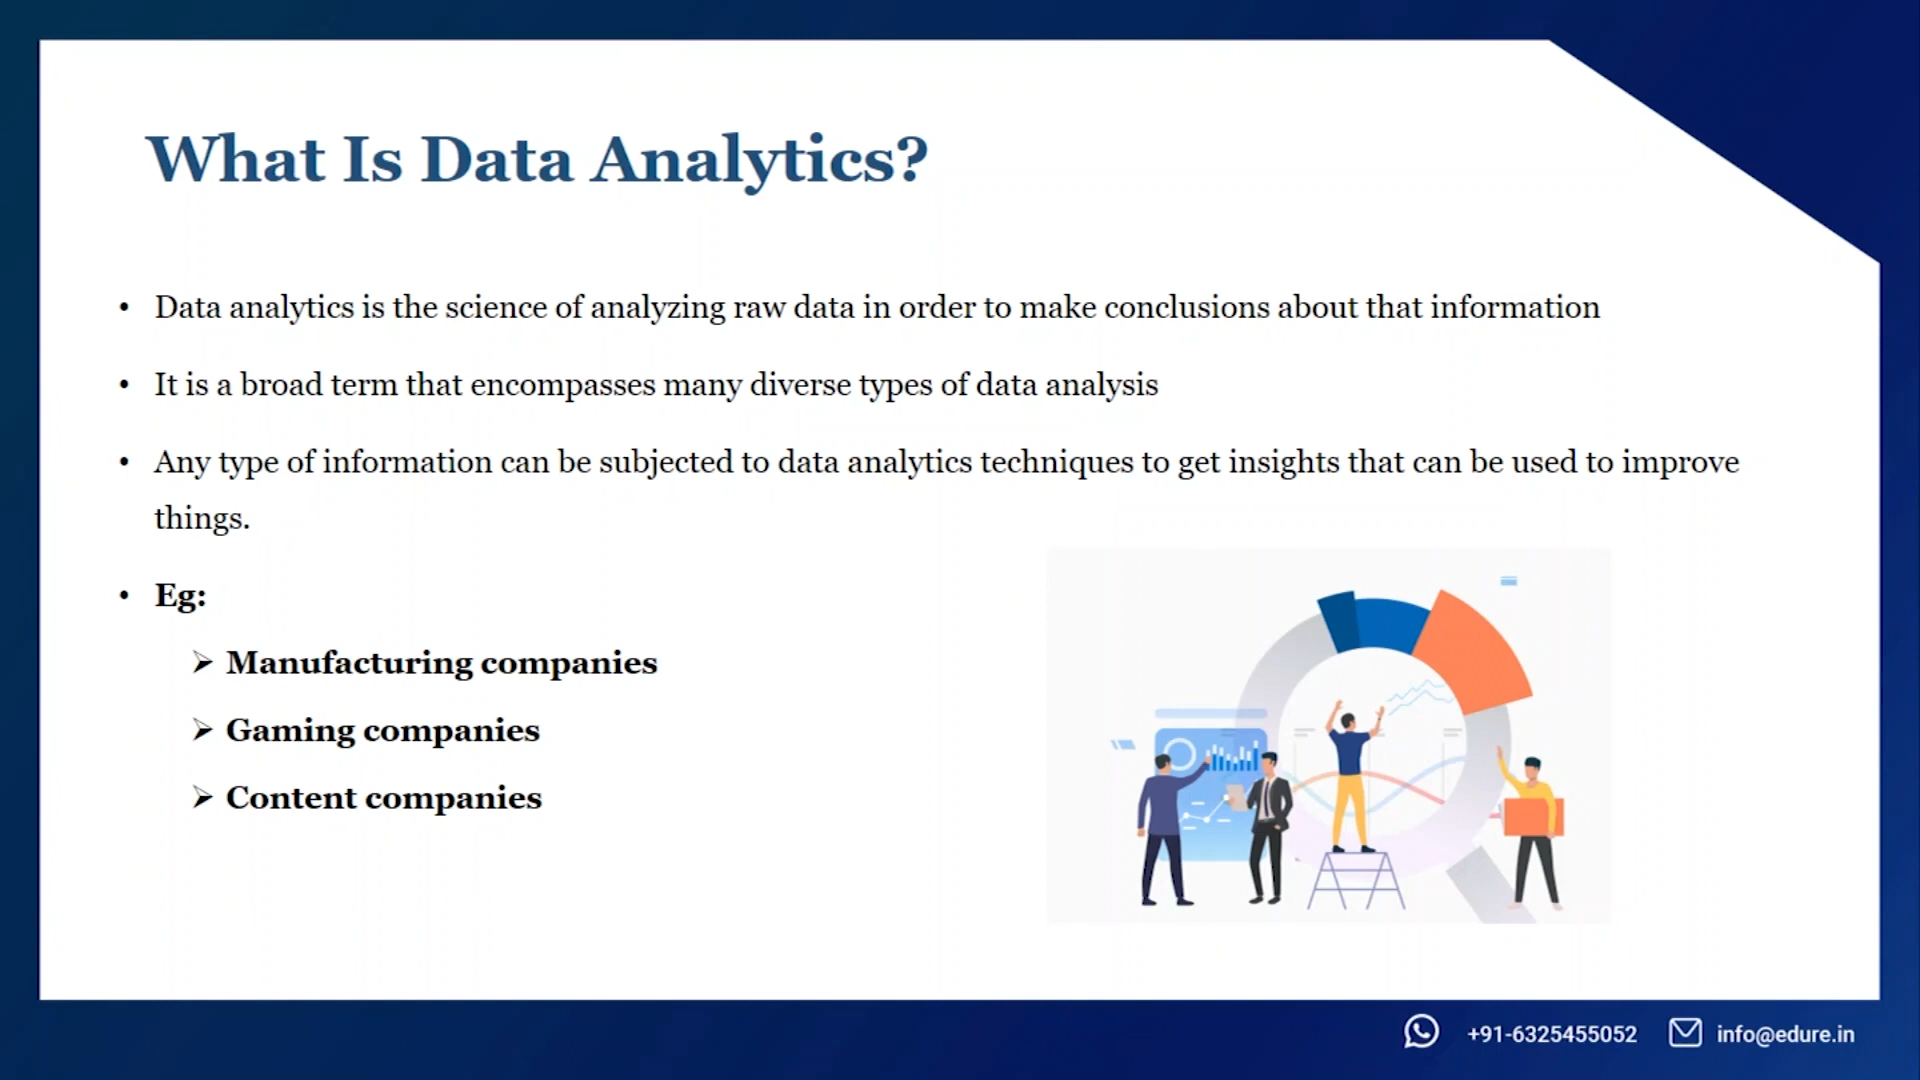 What Is Data Analytics?
• Data analytics is the science of analyzing raw data in order to make conclusions about that information
• It is a broad term that encompasses many diverse types of data analysis
• Any type of information can be subjected to data analytics techniques to get insights that can be used to improve
things.
• Eg:
➢ Manufacturing companies
➢ Gaming companies
➢ Content companies
+91-6325455052 info@edure.in